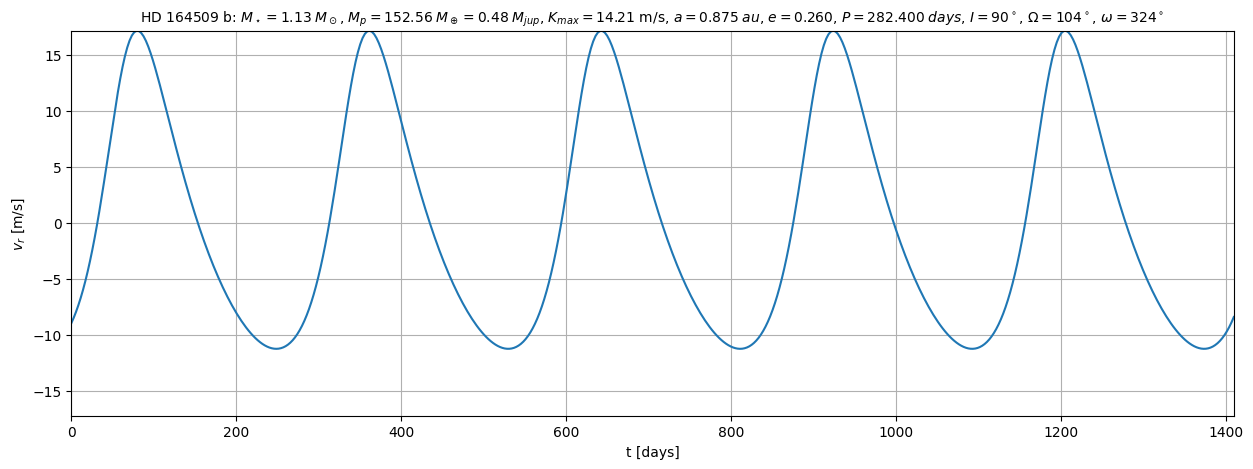 HD 164509 b: M⋆ = 1.13 M⊙, Mp = 152.56 M⊕ = 0.48 Mjup, Kmax = 14.21 m/s, a = 0.875 au, e = 0.260, P = 282.400 days, I = 90°, Ω = 104°, ω = 324°
15
10
5
0
−5
−10
−15
vr [m/s]
0 200 400 600 800 1000 1200 1400
t [days]